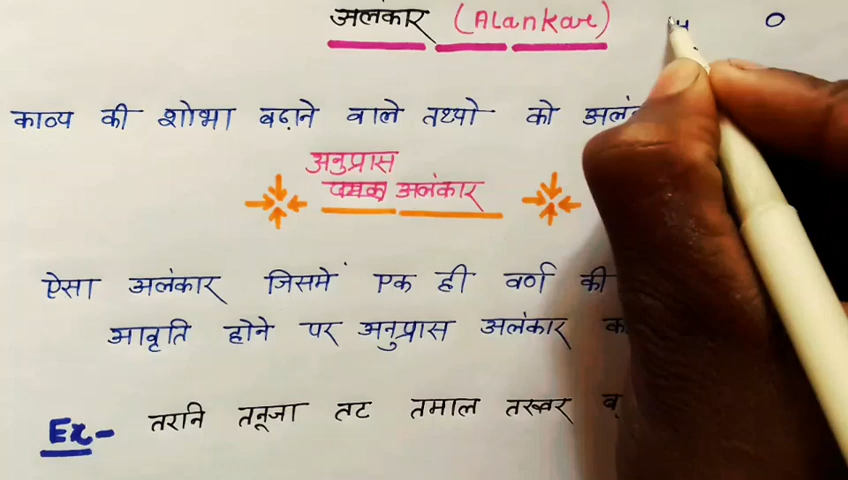 अलंकार (Alankar) 0
काव्य की शोभा बढ़ाने वाले तथ्यो को
अनुप्रास
अलंकार
ऐसा अलंकार जिसमें एक ही वर्ण की
आवृति होने पर अनुप्रास अलंकार
Ex- तरनि तनूजा तट तमाल तरूवर